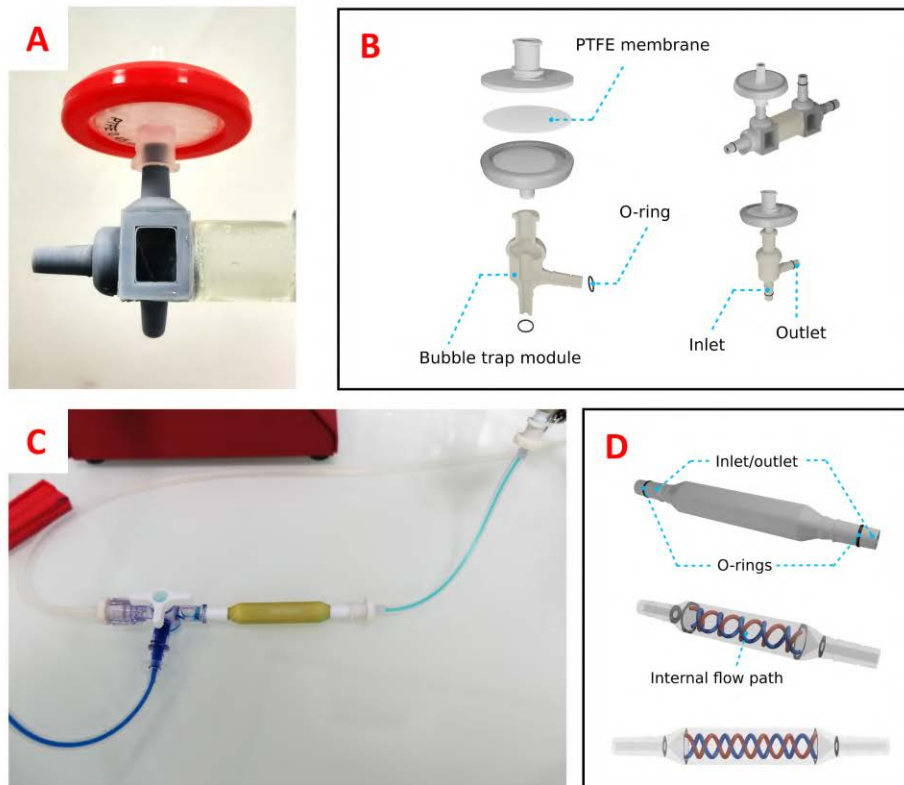 A
B
PTFE membrane
O-ring
Bubble trap module
Inlet
Outlet
C
D
Inlet/outlet
O-rings
Internal flow path